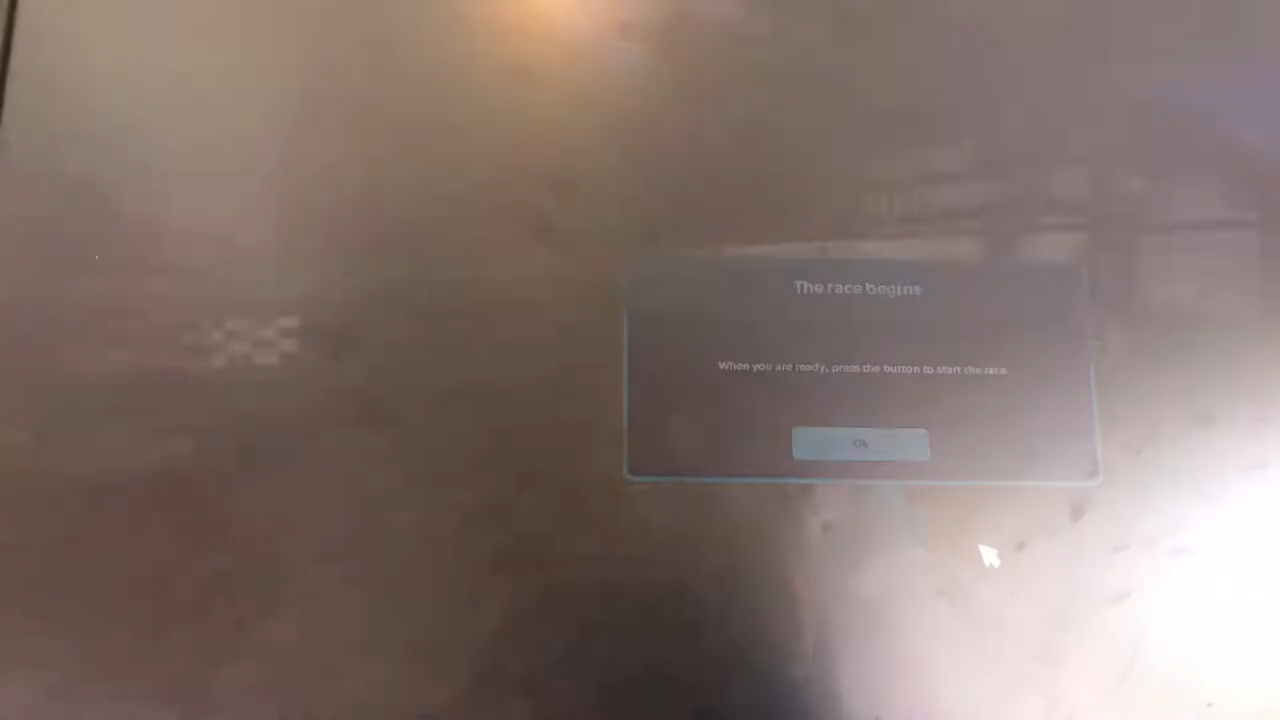 The race begins
When you are ready, press the button to start the race.
Ok